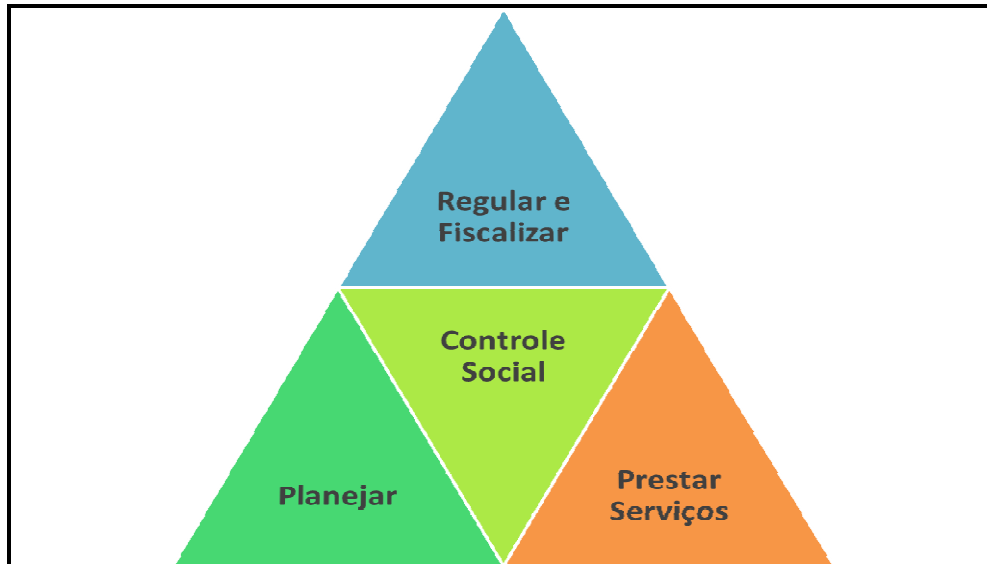 Regular e
Fiscalizar
Controle
Social
Planejar
Prestar
Serviços